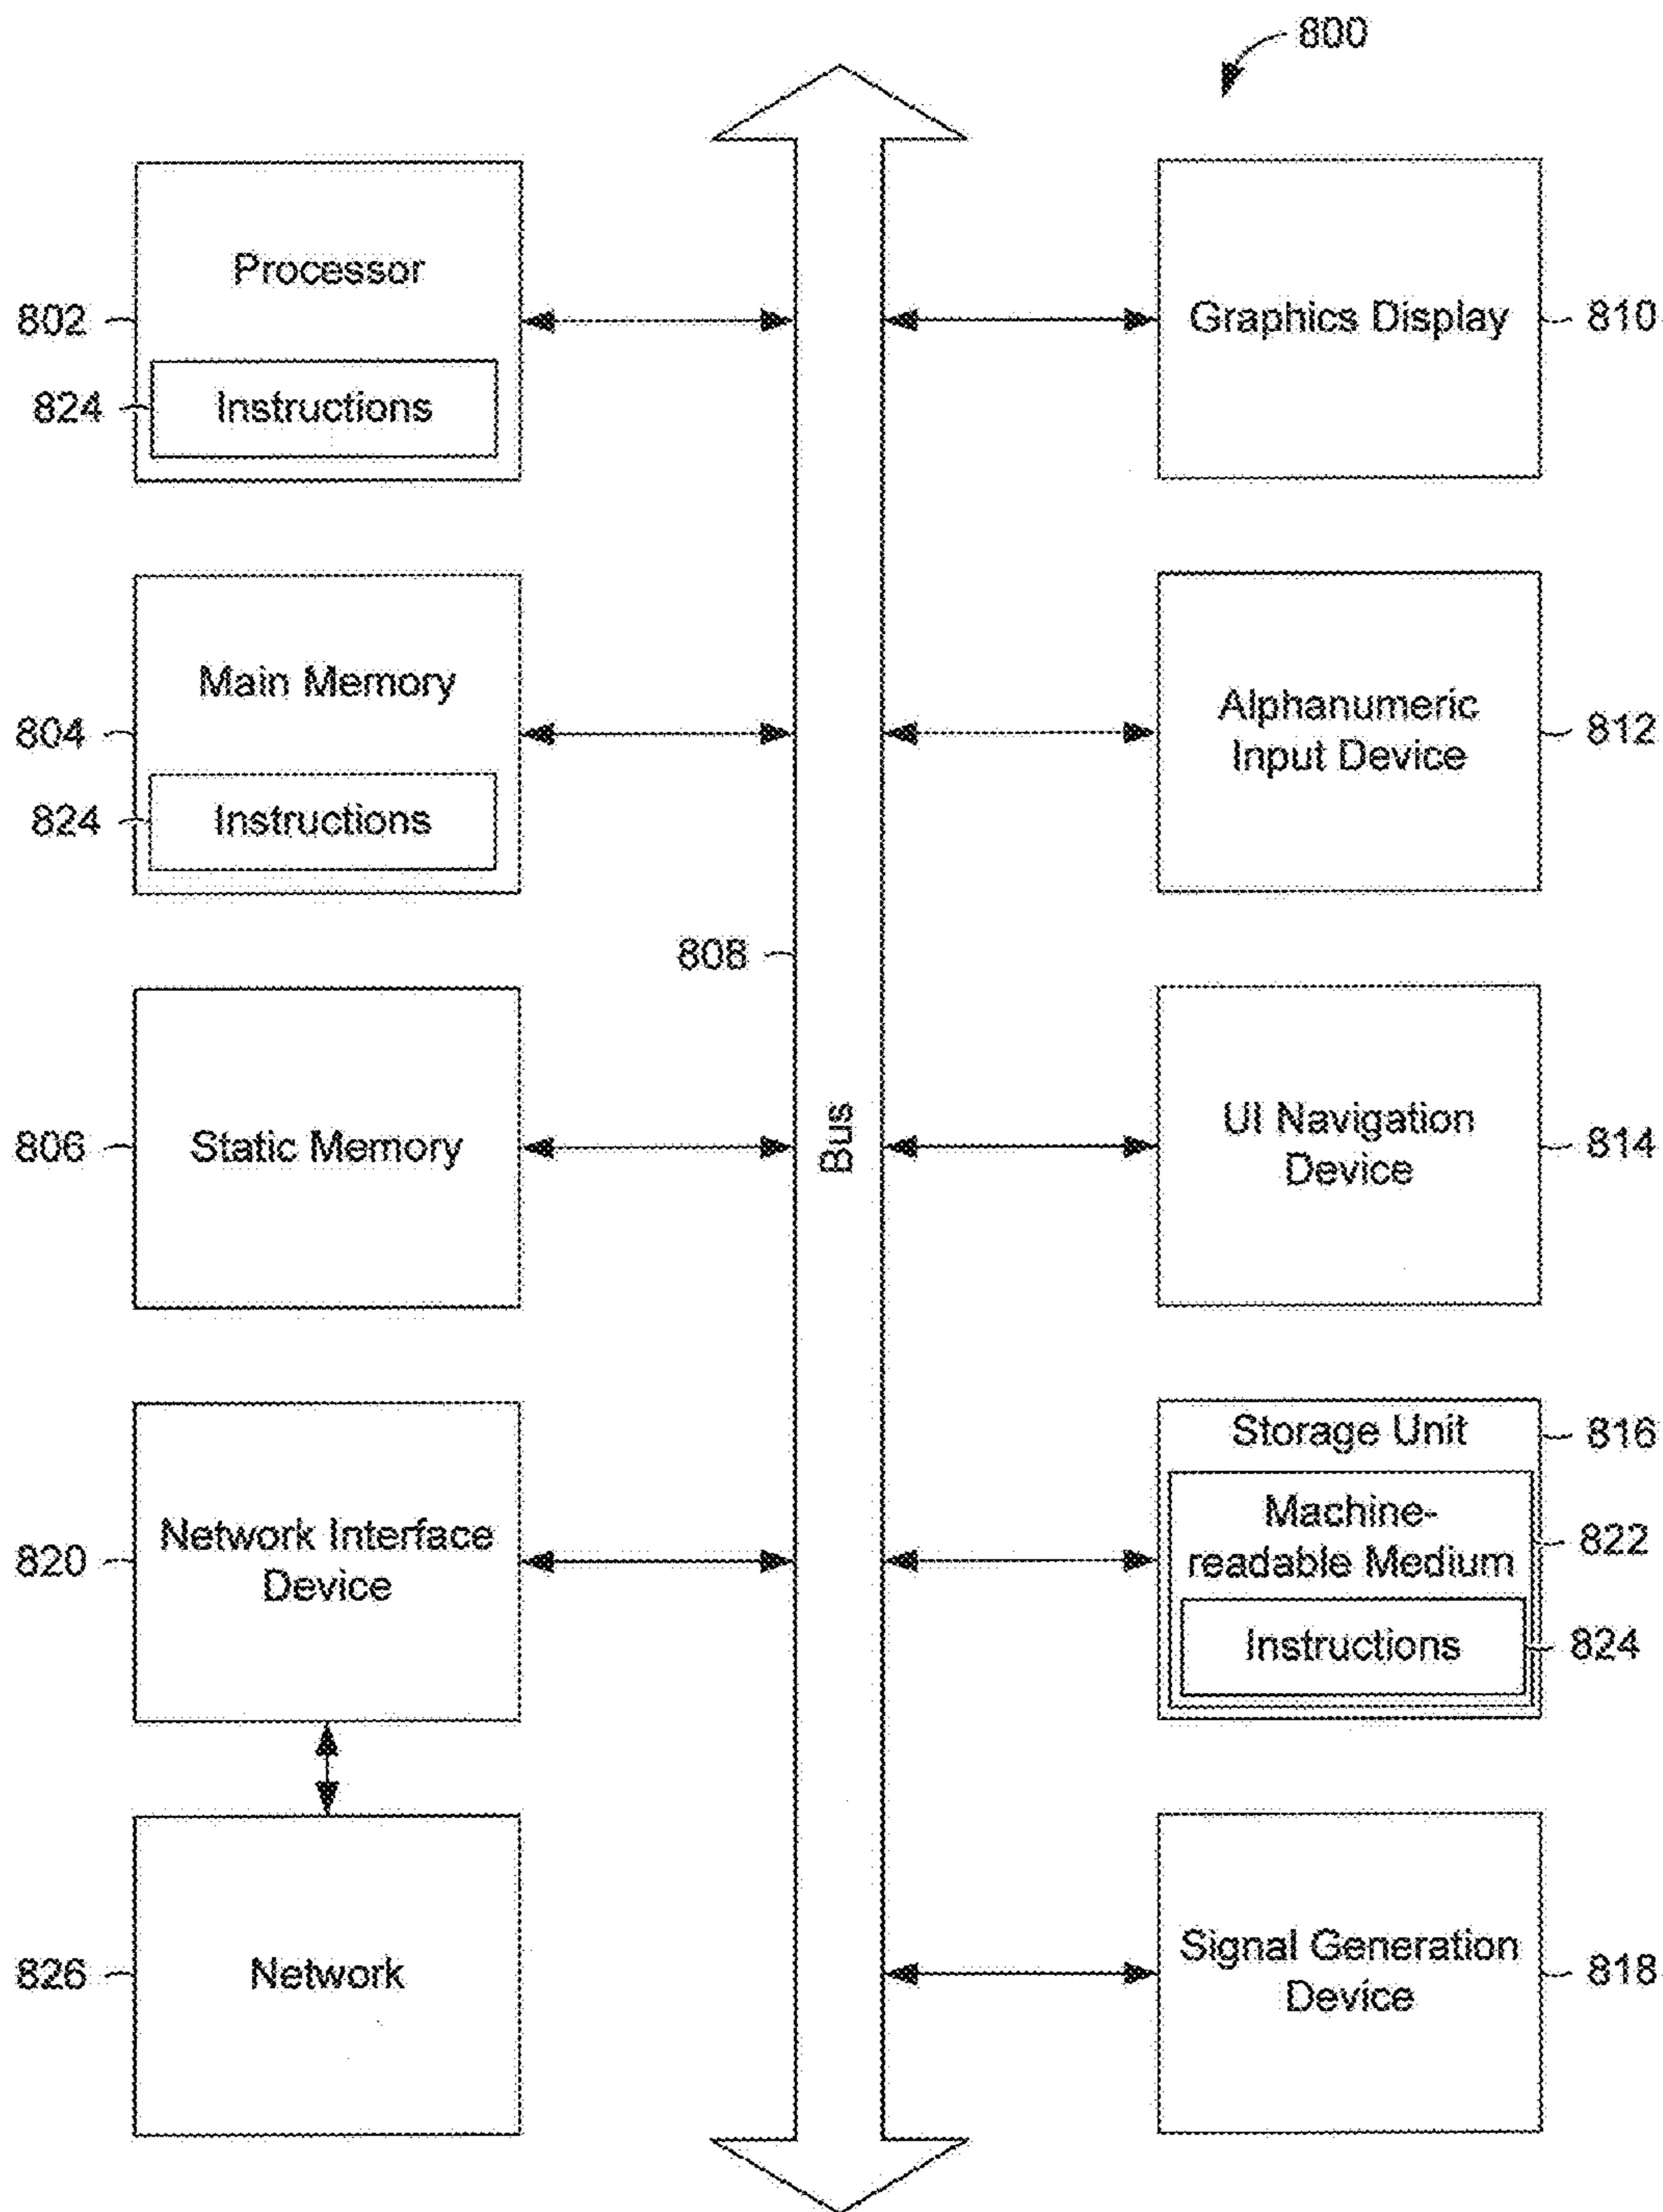 800
Processor
802
Instructions
824
Graphics Display
810
Main Memory
804
Instructions
824
Alphanumeric
Input Device
812
808
Bus
Static Memory
806
UI Navigation
Device
814
Network Interface
Device
820
Storage Unit
816
Machine-
readable Medium
822
Instructions
824
Network
826
Signal Generation
Device
818